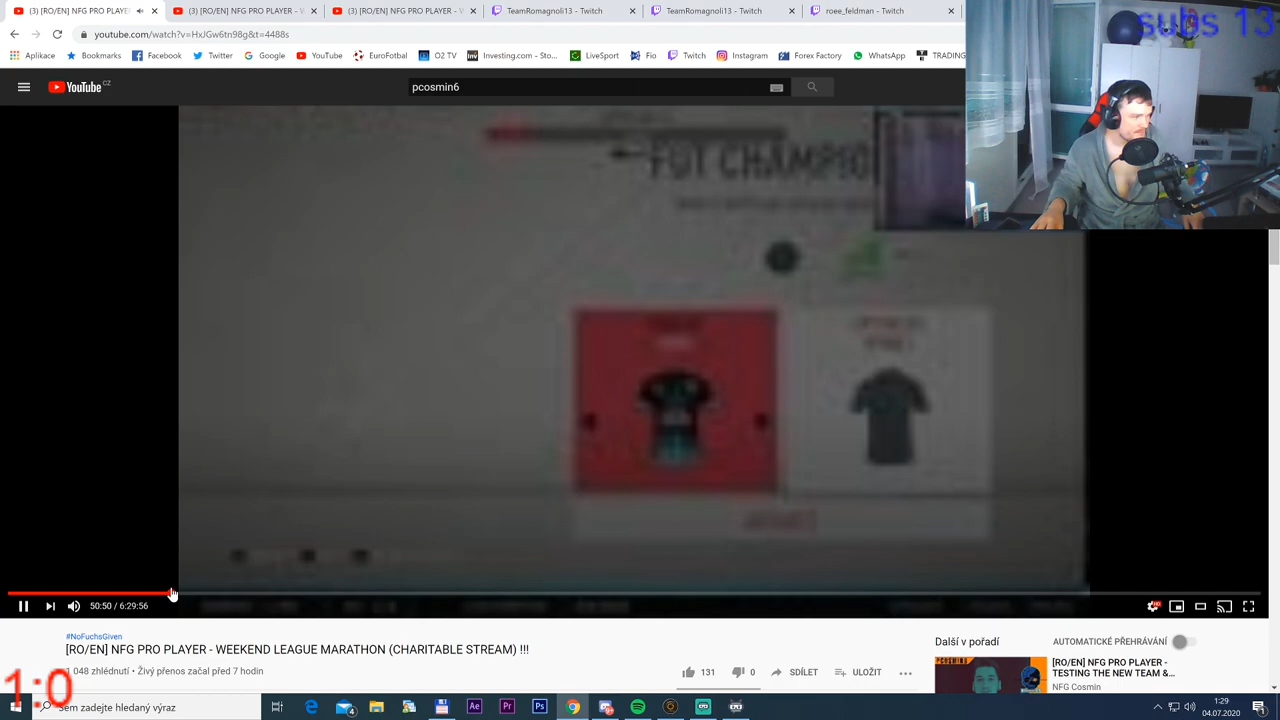 (3) [RO/EN] NFG PRO PLAYE
(3) [RO/EN] NFG PRO PLAYER - W
(3) [RO/EN] NFG PRO PLAYER - W
TeamRomagnoli13 - Twitch
TeamRomagnoli13 - Twitch
roee_feldman - Twitch
subs 13
youtube.com/watch?v=HxJGw6tn98g&t=4488s
Aplikace
Bookmarks
Facebook
Twitter
Google
YouTube
EuroFotbal
O2 TV
Investing.com - Sto...
LiveSport
Fio
Twitch
Instagram
Forex Factory
WhatsApp
TRADING
YouTube CZ
pcosmin6
FUT CHAMPIO
50:50 / 6:29:56
HD
#NoFuchsGiven
[RO/EN] NFG PRO PLAYER - WEEKEND LEAGUE MARATHON (CHARITABLE STREAM) !!!
1 048 zhlédnutí • Živý přenos začal před 7 hodin
131
0
SDÍLET
ULOŽIT
Další v pořadí
AUTOMATICKÉ PŘEHRÁVÁNÍ
[RO/EN] NFG PRO PLAYER -
TESTING THE NEW TEAM &...
NFG Cosmin
1:0
Sem zadejte hledaný výraz
Ae
Pr
Ps
1:29
04.07.2020